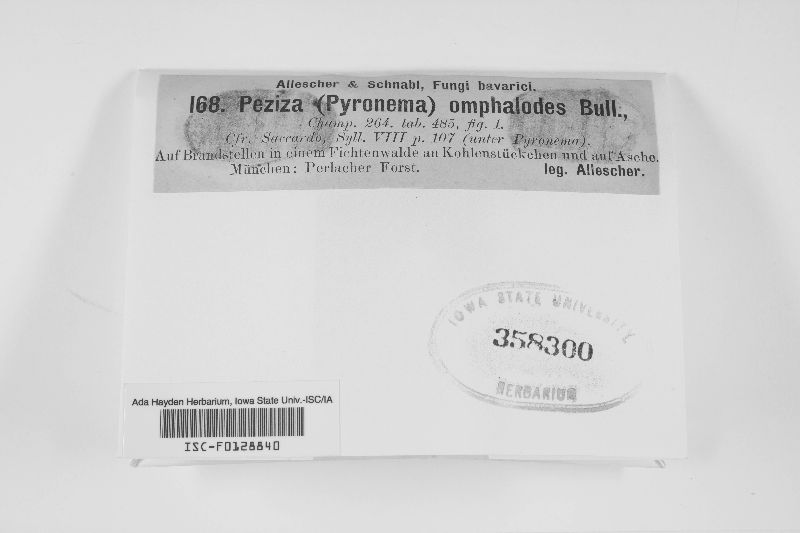 Allescher & Schnabl, Fungi bavarici.
168. Peziza (Pyronema) omphalodes Bull.,
Champ. 264. tab. 485, fig. 1.
Cfr. Saccardo, Syll. VIII p. 107 (unter Pyronema).
Auf Brandstellen in einem Fichtenwalde an Kohlenstückchen und auf Asche.
München: Perlacher Forst. leg. Allescher.
IOWA STATE UNIVERSITY
358300
HERBARIUM
Ada Hayden Herbarium, Iowa State Univ.-ISC/IA
ISC-F0128840